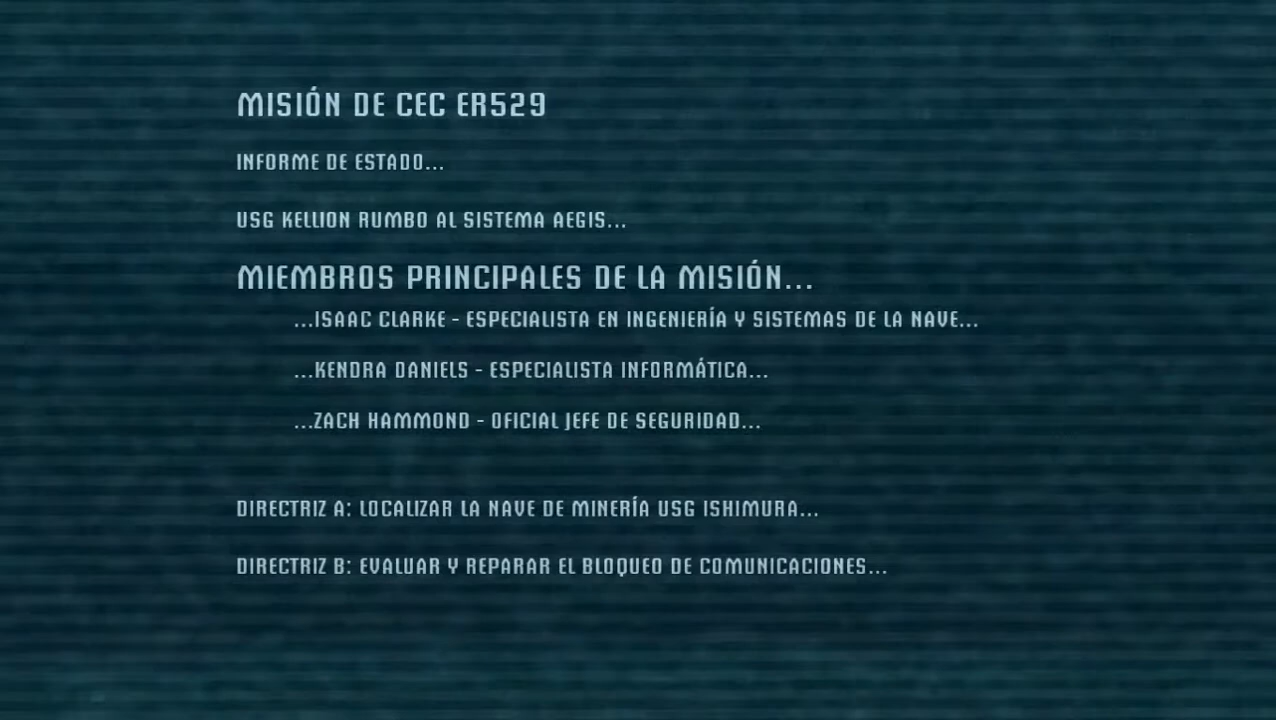 MISIÓN DE CEC ER529
INFORME DE ESTADO...
USG KELLION RUMBO AL SISTEMA AEGIS...
MIEMBROS PRINCIPALES DE LA MISIÓN...
...ISAAC CLARKE - ESPECIALISTA EN INGENIERÍA Y SISTEMAS DE LA NAVE...
...KENDRA DANIELS - ESPECIALISTA INFORMÁTICA...
...ZACH HAMMOND - OFICIAL JEFE DE SEGURIDAD...
DIRECTRIZ A: LOCALIZAR LA NAVE DE MINERÍA USG ISHIMURA...
DIRECTRIZ B: EVALUAR Y REPARAR EL BLOQUEO DE COMUNICACIONES...